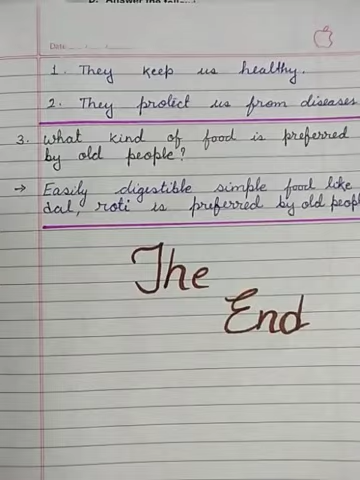 Date
1. They keep us healthy.
2. They protect us from diseases
3. What kind of food is preferred
by old people?
→ Easily digestible simple food like
dal, roti is preferred by old peopl
The
End